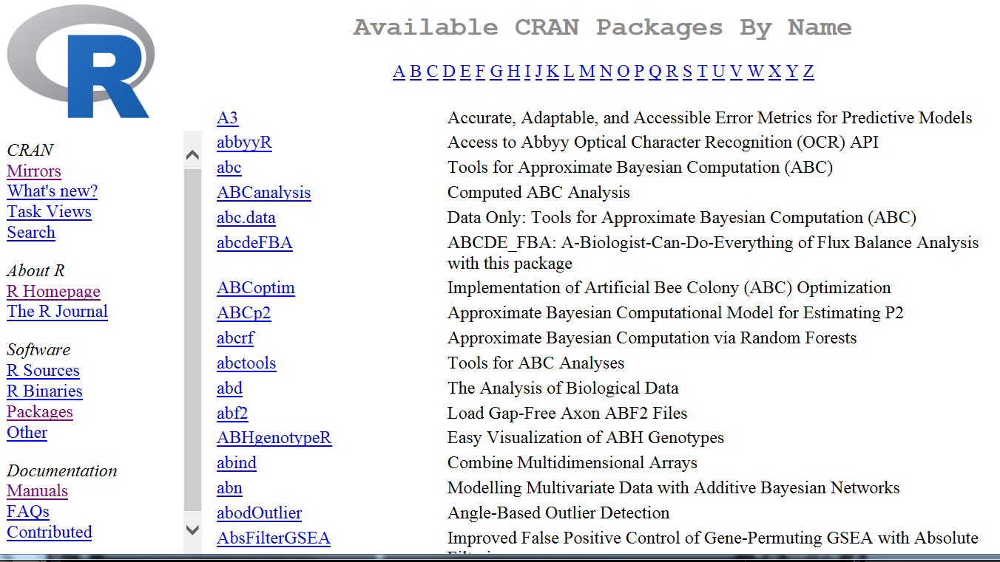 R
Available CRAN Packages By Name
A B C D E F G H I J K L M N O P Q R S T U V W X Y Z
CRAN
Mirrors
What's new?
Task Views
Search
About R
R Homepage
The R Journal
Software
R Sources
R Binaries
Packages
Other
Documentation
Manuals
FAQs
Contributed
A3 Accurate, Adaptable, and Accessible Error Metrics for Predictive Models
abbyyR Access to Abbyy Optical Character Recognition (OCR) API
abc Tools for Approximate Bayesian Computation (ABC)
ABCanalysis Computed ABC Analysis
abc.data Data Only: Tools for Approximate Bayesian Computation (ABC)
abcdeFBA ABCDE_FBA: A-Biologist-Can-Do-Everything of Flux Balance Analysis
with this package
ABCoptim Implementation of Artificial Bee Colony (ABC) Optimization
ABCp2 Approximate Bayesian Computational Model for Estimating P2
abcrf Approximate Bayesian Computation via Random Forests
abctools Tools for ABC Analyses
abd The Analysis of Biological Data
abf2 Load Gap-Free Axon ABF2 Files
ABHgenotypeR Easy Visualization of ABH Genotypes
abind Combine Multidimensional Arrays
abn Modelling Multivariate Data with Additive Bayesian Networks
abodOutlier Angle-Based Outlier Detection
AbsFilterGSEA Improved False Positive Control of Gene-Permuting GSEA with Absolute